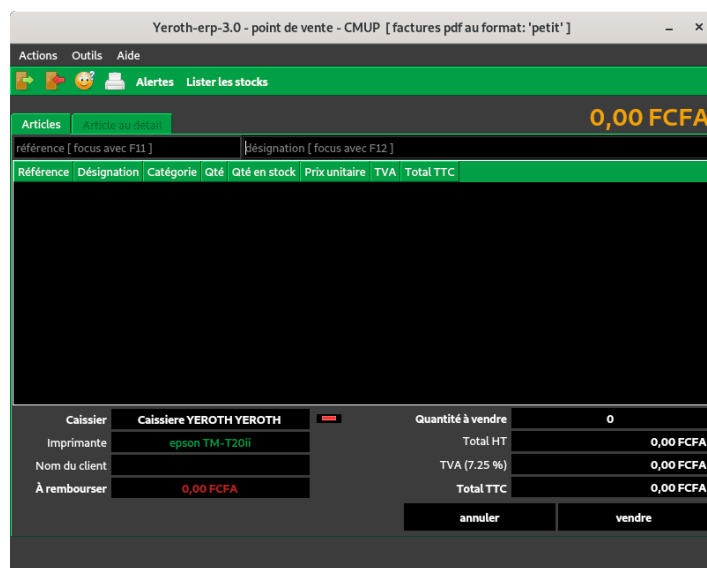 Yeroth-erp-3.0 - point de vente - CMUP [ factures pdf au format: 'petit' ]
Actions Outils Aide
Alertes Lister les stocks
0,00 FCFA
Articles Article au détail
référence [ focus avec F11 ] désignation [ focus avec F12 ]
Référence Désignation Catégorie Qté Qté en stock Prix unitaire TVA Total TTC
Caissier Caissiere YEROTH YEROTH Quantité à vendre 0
Imprimante epson TM-T20ii Total HT 0,00 FCFA
Nom du client TVA (7.25 %) 0,00 FCFA
À rembourser 0,00 FCFA Total TTC 0,00 FCFA
annuler vendre